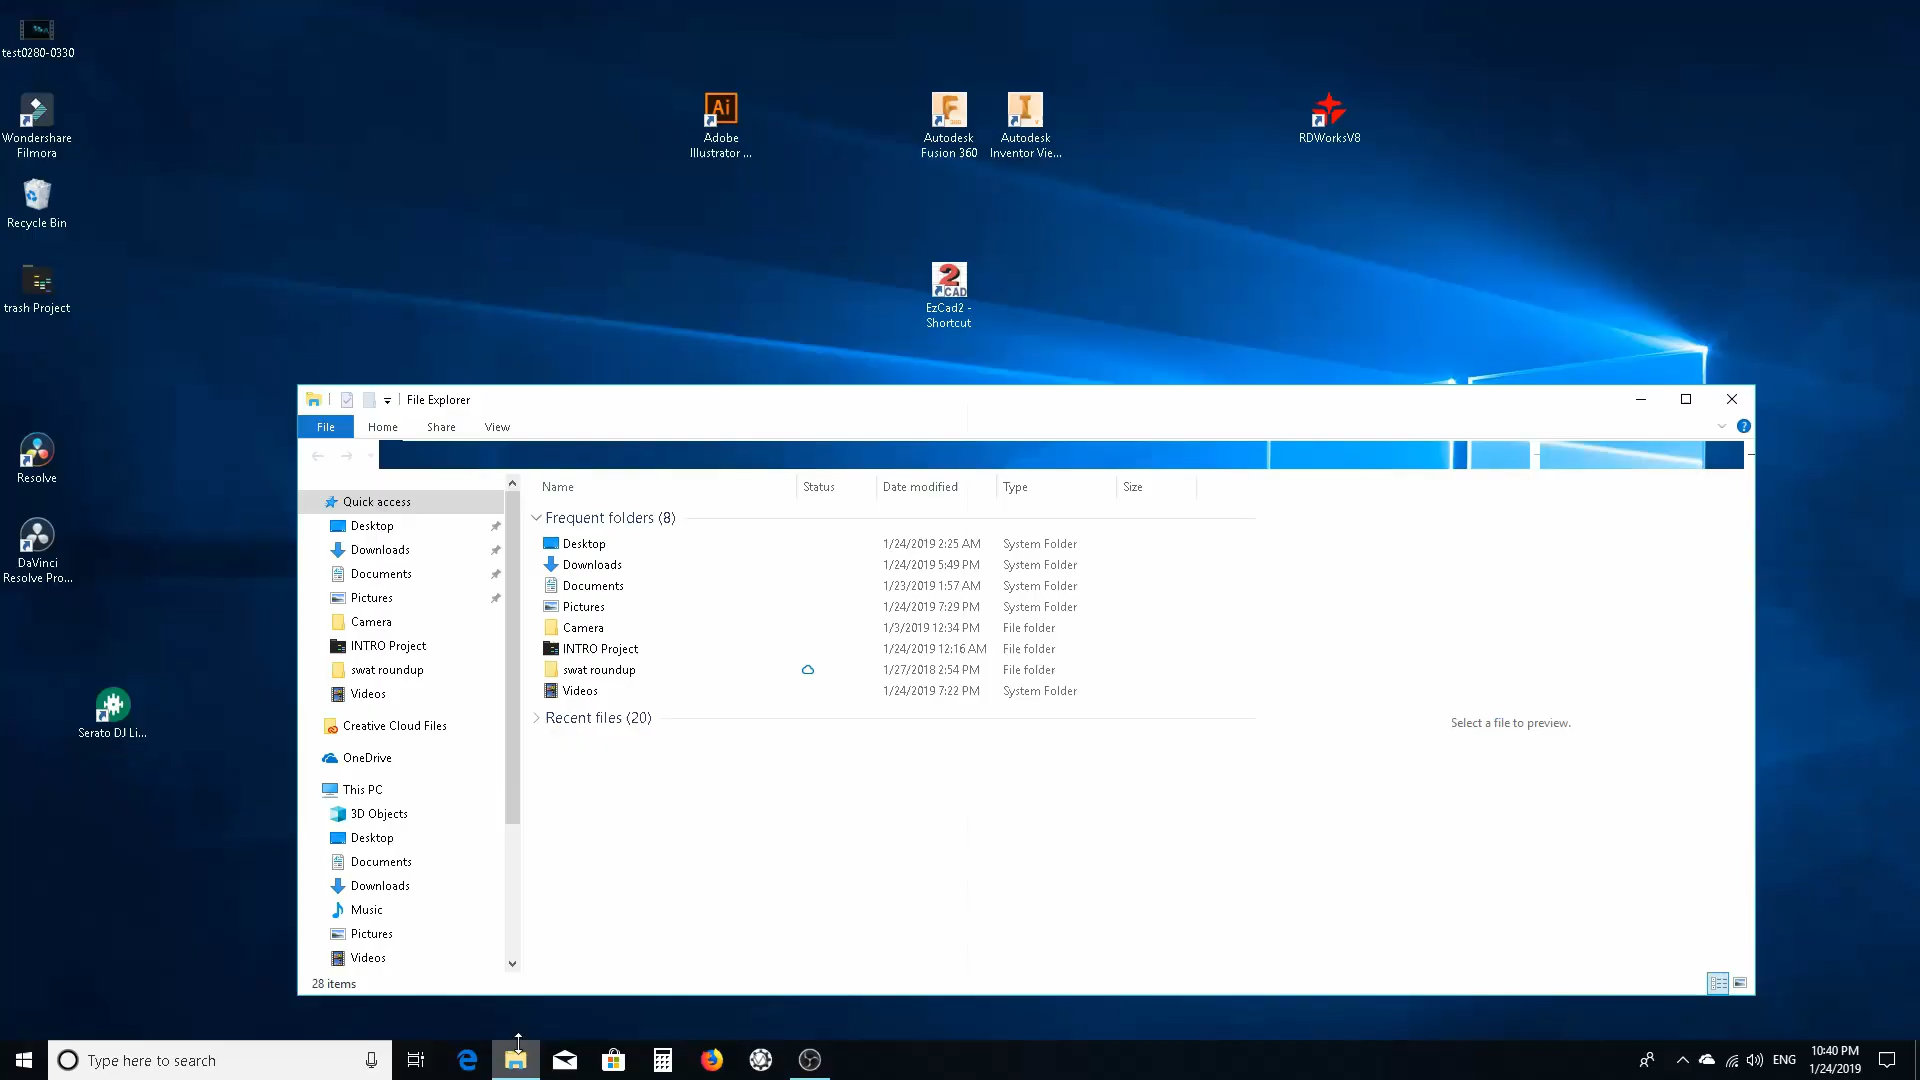 test0280-0330
Wondershare
Filmora
Recycle Bin
trash Project
Resolve
DaVinci
Resolve Pro...
Serato DJ Li...
Ai
Adobe
Illustrator ...
Autodesk
Fusion 360
Autodesk
Inventor Vie...
RDWorksV8
2
CAD
EzCad2 -
Shortcut
File Explorer
File Home Share View
Quick access
Desktop
Downloads
Documents
Pictures
Camera
INTRO Project
swat roundup
Videos
Creative Cloud Files
OneDrive
This PC
3D Objects
Desktop
Documents
Downloads
Music
Pictures
Videos
28 items
Name Status Date modified Type Size
Frequent folders (8)
Desktop 1/24/2019 2:25 AM System Folder
Downloads 1/24/2019 5:49 PM System Folder
Documents 1/23/2019 1:57 AM System Folder
Pictures 1/24/2019 7:29 PM System Folder
Camera 1/3/2019 12:34 PM File folder
INTRO Project 1/24/2019 12:16 AM File folder
swat roundup 1/27/2018 2:54 PM File folder
Videos 1/24/2019 7:22 PM System Folder
Recent files (20)
Select a file to preview.
Type here to search
ENG
10:40 PM
1/24/2019